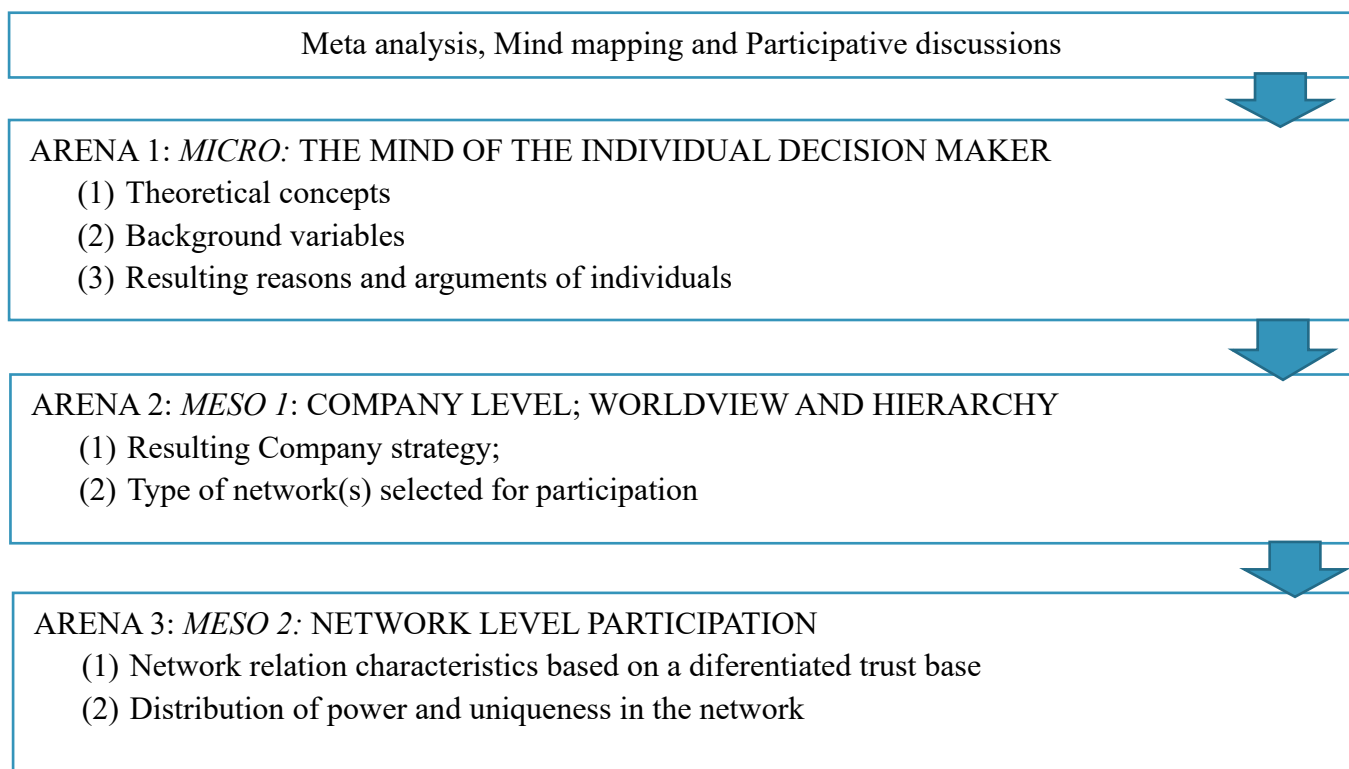 Meta analysis, Mind mapping and Participative discussions
ARENA 1: MICRO: THE MIND OF THE INDIVIDUAL DECISION MAKER
(1) Theoretical concepts
(2) Background variables
(3) Resulting reasons and arguments of individuals
ARENA 2: MESO 1: COMPANY LEVEL; WORLDVIEW AND HIERARCHY
(1) Resulting Company strategy;
(2) Type of network(s) selected for participation
ARENA 3: MESO 2: NETWORK LEVEL PARTICIPATION
(1) Network relation characteristics based on a diferentiated trust base
(2) Distribution of power and uniqueness in the network